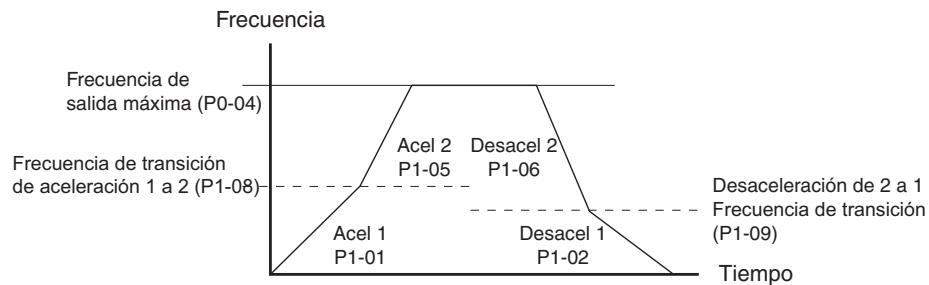 Frecuencia
Frecuencia de
salida máxima (P0-04)
Acel 2
P1-05
Desacel 2
P1-06
Frecuencia de transición
de aceleración 1 a 2 (P1-08)
Desaceleración de 2 a 1
Frecuencia de transición
(P1-09)
Acel 1
P1-01
Desacel 1
P1-02
Tiempo